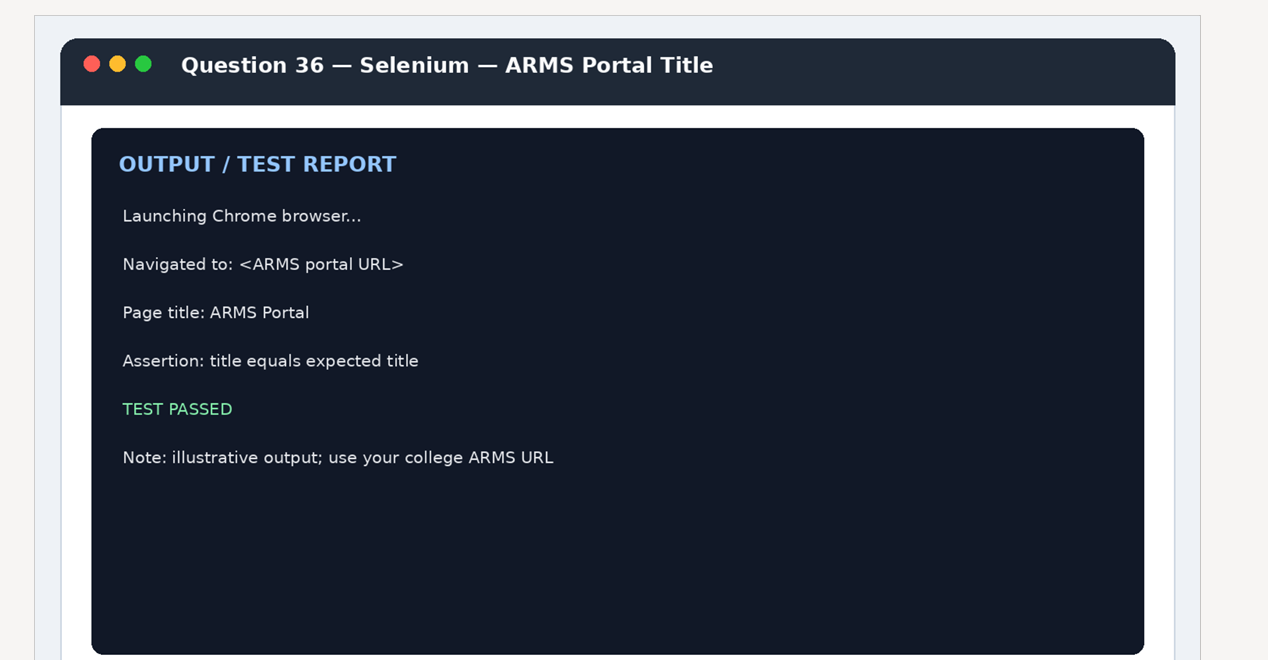 Question 36 — Selenium — ARMS Portal Title
OUTPUT / TEST REPORT
Launching Chrome browser...
Navigated to: <ARMS portal URL>
Page title: ARMS Portal
Assertion: title equals expected title
TEST PASSED
Note: illustrative output; use your college ARMS URL